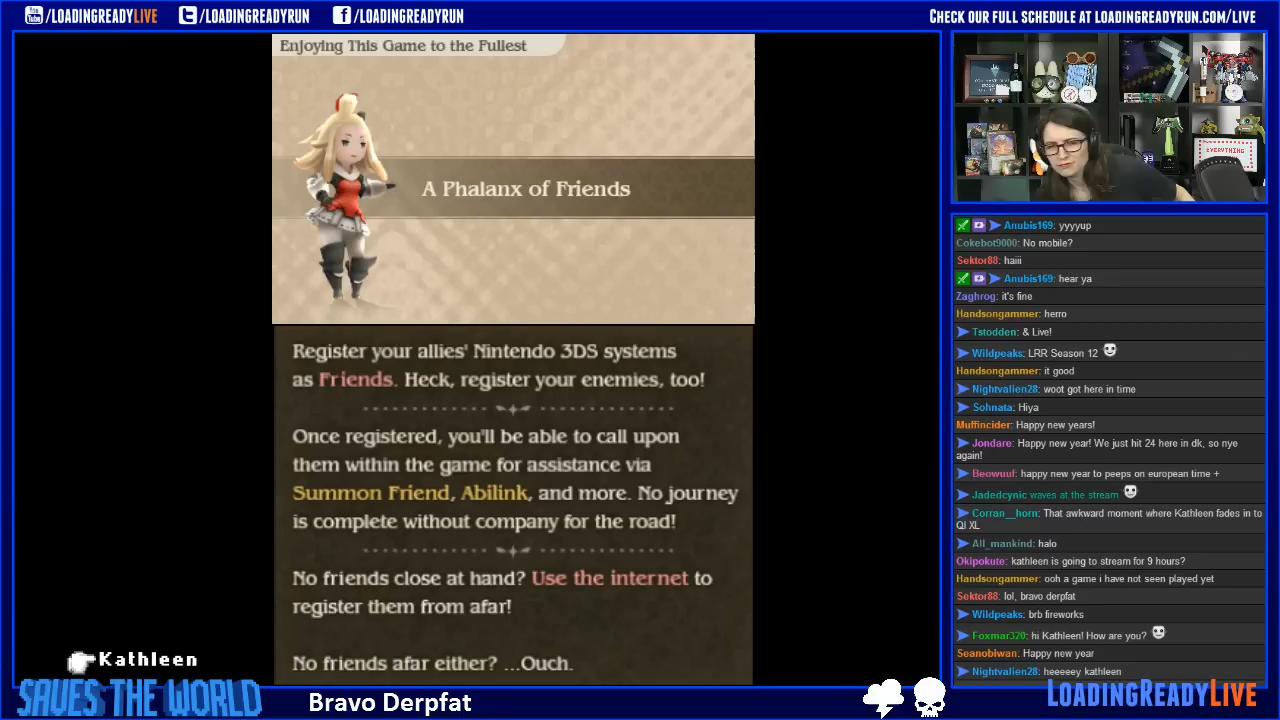 /LOADINGREADYLIVE /LOADINGREADYRUN /LOADINGREADYRUN
CHECK OUR FULL SCHEDULE AT LOADINGREADYRUN.COM/LIVE
Enjoying This Game to the Fullest
A Phalanx of Friends
Register your allies' Nintendo 3DS systems
as Friends. Heck, register your enemies, too!
Once registered, you'll be able to call upon
them within the game for assistance via
Summon Friend, Abilink, and more. No journey
is complete without company for the road!
No friends close at hand? Use the internet to
register them from afar!
No friends afar either? ...Ouch.
EVERYTHING
Anubis169: yyyyup
Cokebot9000: No mobile?
Sektor88: haiii
Anubis169: hear ya
Zaghrog: it's fine
Handsongammer: herro
Tstodden: & Live!
Wildpeaks: LRR Season 12
Handsongammer: it good
Nightvalien28: woot got here in time
Sohnata: Hiya
Muffincider: Happy new years!
Jondare: Happy new year! We just hit 24 here in dk, so nye
again!
Beowuuf: happy new year to peeps on european time +
Jadedcynic waves at the stream
Corran__horn: That awkward moment where Kathleen fades in to
QI XL
All_mankind: halo
Okipokute: kathleen is going to stream for 9 hours?
Handsongammer: ooh a game i have not seen played yet
Sektor88: lol, bravo derpfat
Wildpeaks: brb fireworks
Foxmar320: hi Kathleen! How are you?
Seanobiwan: Happy new year
Nightvalien28: heeeeey kathleen
Kathleen
SAVES THE WORLD
Bravo Derpfat
LOADINGREADYLIVE